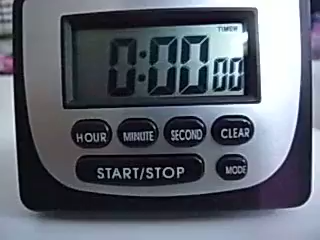 TIMER
0:00 00
HOUR MINUTE SECOND CLEAR
START/STOP MODE